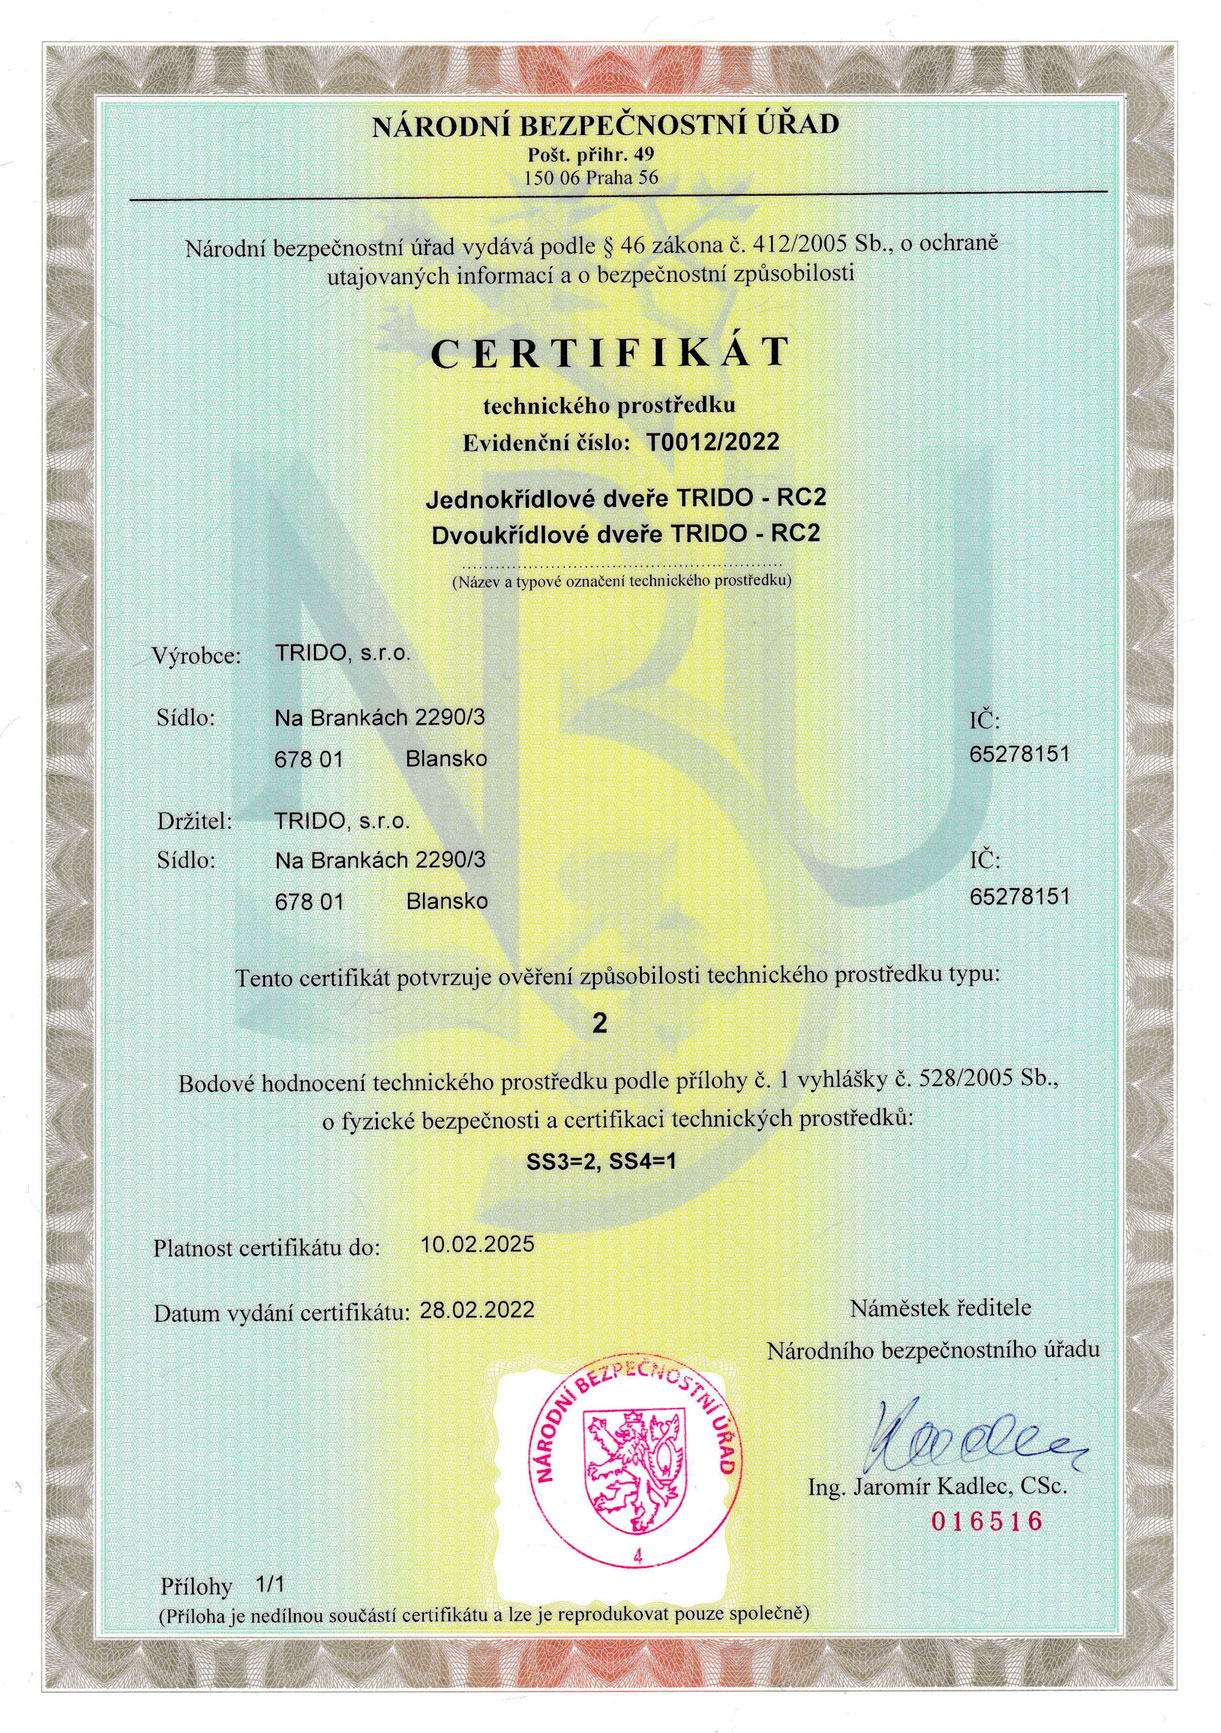 NÁRODNÍ BEZPEČNOSTNÍ ÚŘAD
Pošt. přihr. 49
150 06 Praha 56
Národní bezpečnostní úřad vydává podle § 46 zákona č. 412/2005 Sb., o ochraně
utajovaných informací a o bezpečnostní způsobilosti
CERTIFIKÁT
technického prostředku
Evidenční číslo: T0012/2022
Jednokřídlové dveře TRIDO - RC2
Dvoukřídlové dveře TRIDO - RC2
(Název a typové označení technického prostředku)
Výrobce: TRIDO, s.r.o.
Sídlo: Na Brankách 2290/3 IČ:
678 01 Blansko 65278151
Držitel: TRIDO, s.r.o.
Sídlo: Na Brankách 2290/3 IČ:
678 01 Blansko 65278151
Tento certifikát potvrzuje ověření způsobilosti technického prostředku typu:
2
Bodové hodnocení technického prostředku podle přílohy č. 1 vyhlášky č. 528/2005 Sb.,
o fyzické bezpečnosti a certifikaci technických prostředků:
SS3=2, SS4=1
Platnost certifikátu do: 10.02.2025
Datum vydání certifikátu: 28.02.2022
Náměstek ředitele
Národního bezpečnostního úřadu
NÁRODNÍ BEZPEČNOSTNÍ ÚŘAD
4
Kadlec
Ing. Jaromír Kadlec, CSc.
016516
Přílohy 1/1
(Příloha je nedílnou součástí certifikátu a lze je reprodukovat pouze společně)
NBÚ